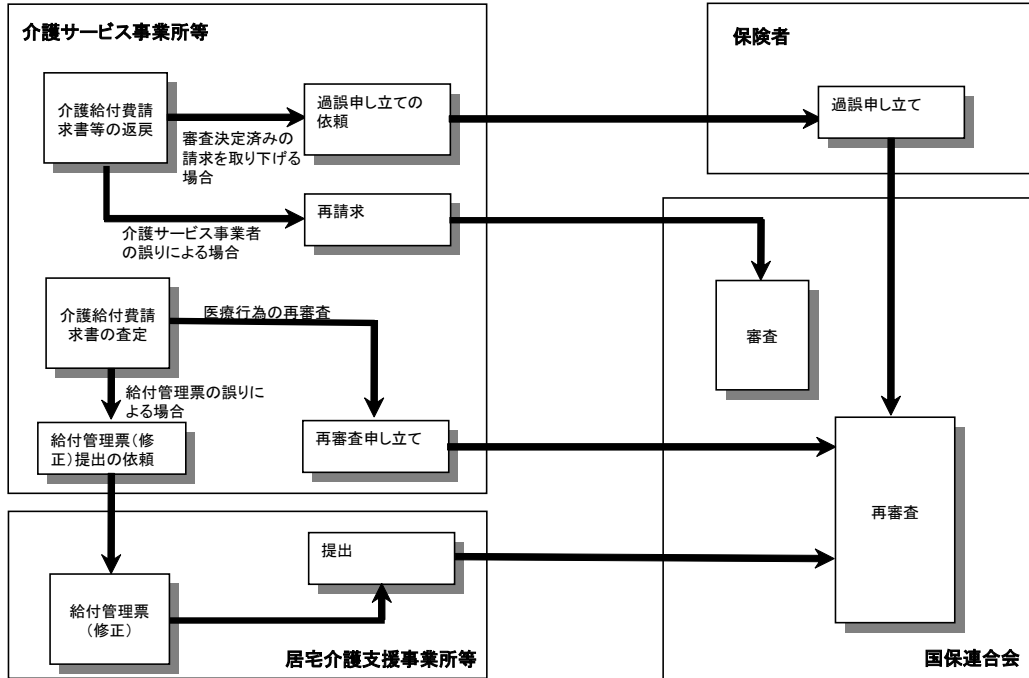 介護サービス事業所等
保険者
介護給付費請
求書等の返戻
過誤申し立ての
依頼
過誤申し立て
審査決定済みの
請求を取り下げる
場合
再請求
介護サービス事業者
の誤りによる場合
介護給付費請
求書の査定
医療行為の再審査
審査
給付管理票の誤りに
よる場合
給付管理票(修
正)提出の依頼
再審査申し立て
再審査
提出
給付管理票
(修正)
居宅介護支援事業所等
国保連合会